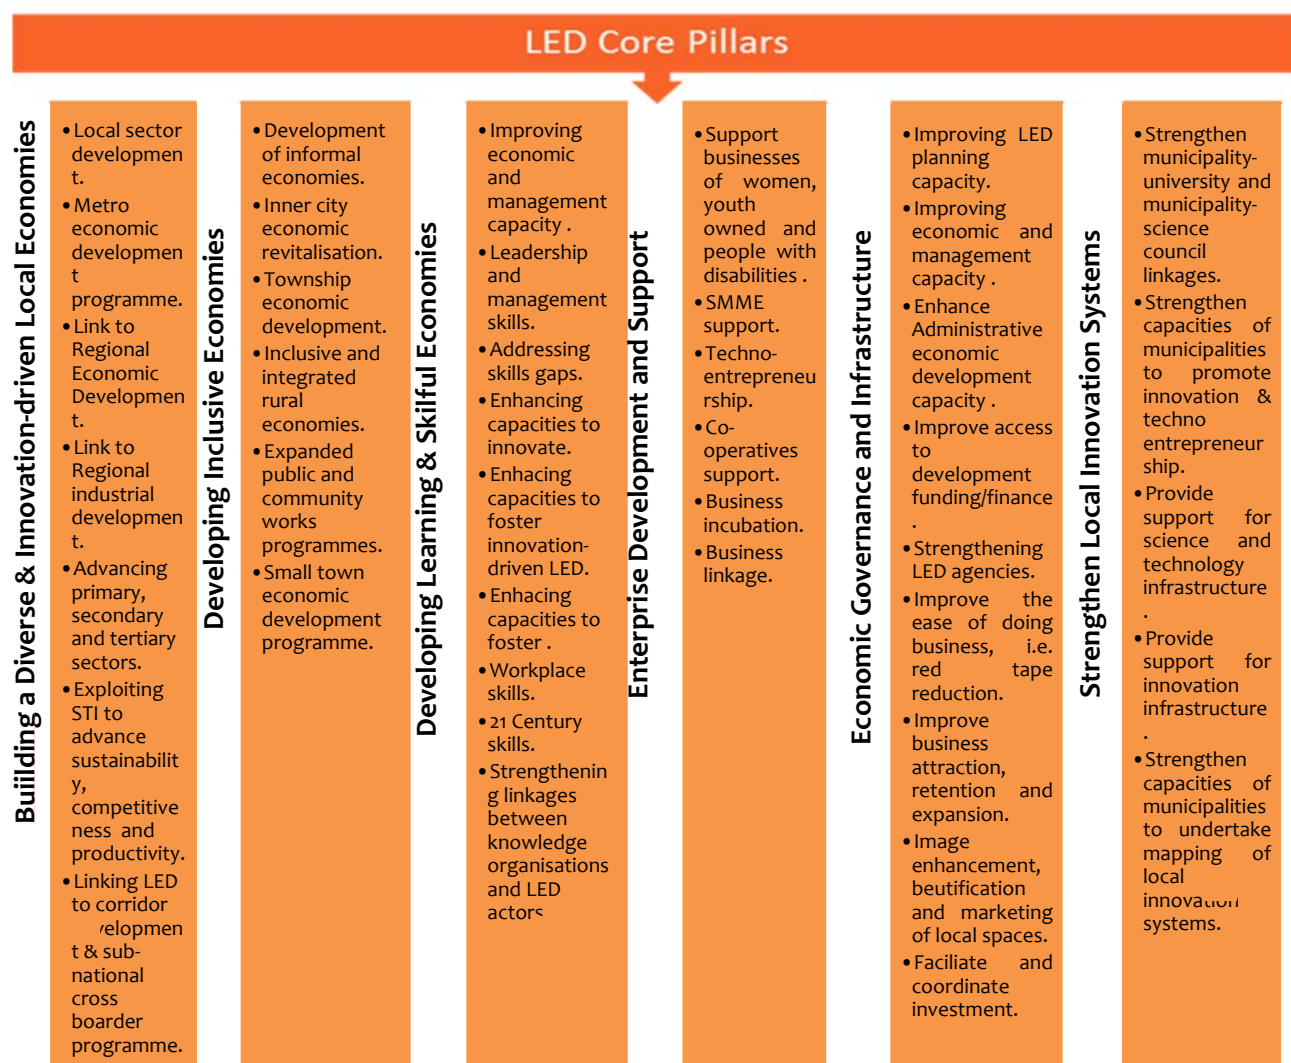 LED Core Pillars
Buiilding a Diverse & Innovation-driven Local Economies
•Local sector
developmen
t.
•Metro
economic
developmen
t
programme.
•Link to
Regional
Economic
Developmen
t.
•Link to
Regional
industrial
developmen
t.
•Advancing
primary,
secondary
and tertiary
sectors.
•Exploiting
STI to
advance
sustainabilit
y,
competitive
ness and
productivity.
•Linking LED
to corridor
velopmen
t & sub-
national
cross
boarder
programme.
Developing Inclusive Economies
•Development
of informal
economies.
•Inner city
economic
revitalisation.
•Township
economic
development.
•Inclusive and
integrated
rural
economies.
•Expanded
public and
community
works
programmes.
•Small town
economic
development
programme.
Developing Learning & Skilful Economies
•Improving
economic
and
management
capacity .
•Leadership
and
management
skills.
•Addressing
skills gaps.
•Enhancing
capacities to
innovate.
•Enhacing
capacities to
foster
innovation-
driven LED.
•Enhacing
capacities to
foster .
•Workplace
skills.
•21 Century
skills.
•Strengthenin
g linkages
between
knowledge
organisations
and LED
actors
Enterprise Development and Support
•Support
businesses
of women,
youth
owned and
people with
disabilities .
•SMME
support.
•Techno-
entrepreneu
rship.
•Co-
operatives
support.
•Business
incubation.
•Business
linkage.
Economic Governance and Infrastructure
•Improving LED
planning
capacity.
•Improving
economic and
management
capacity .
•Enhance
Administrative
economic
development
capacity .
•Improve access
to
development
funding/finance
.
•Strengthening
LED agencies.
•Improve the
ease of doing
business, i.e.
red tape
reduction.
•Improve
business
attraction,
retention and
expansion.
•Image
enhancement,
beutification
and marketing
of local spaces.
•Faciliate and
coordinate
investment.
Strengthen Local Innovation Systems
•Strengthen
municipality-
university and
municipality-
science
council
linkages.
•Strengthen
capacities of
municipalities
to promote
innovation &
techno
entrepreneur
ship.
•Provide
support for
science and
technology
infrastructure
.
•Provide
support for
innovation
infrastructure
.
•Strengthen
capacities of
municipalities
to undertake
mapping of
local
innovation
systems.